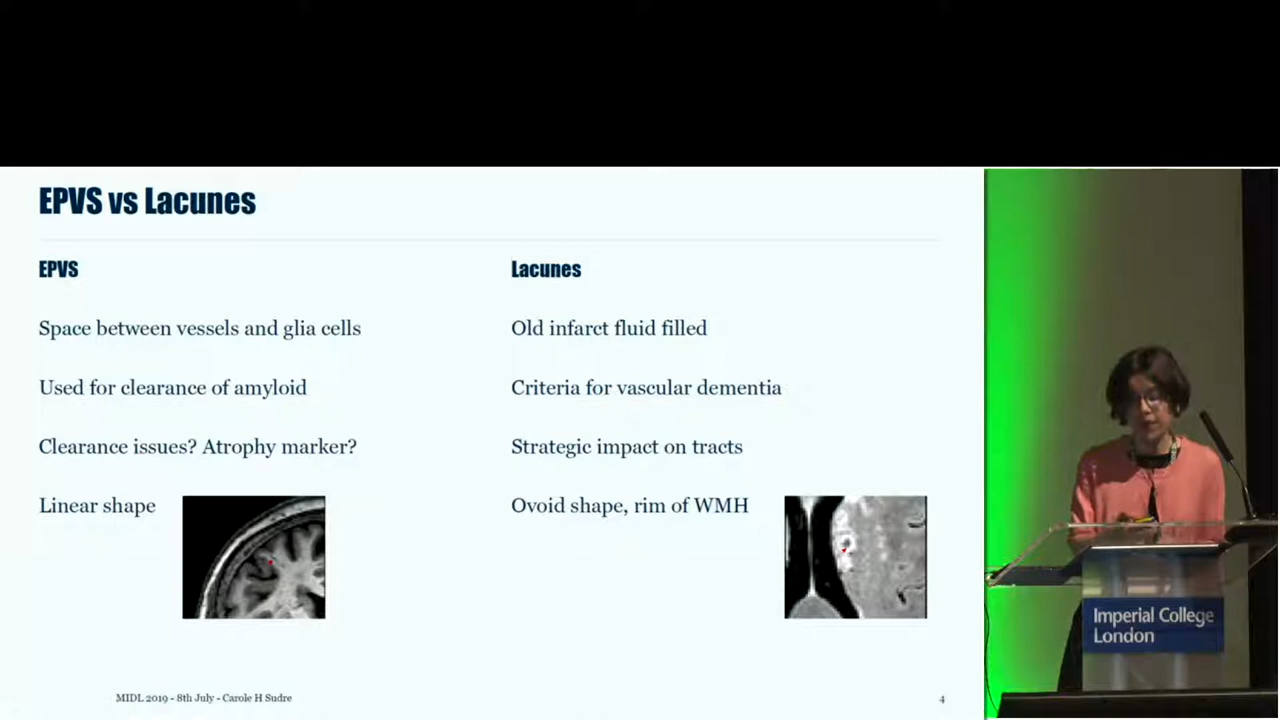 EPVS vs Lacunes
EPVS
Space between vessels and glia cells
Used for clearance of amyloid
Clearance issues? Atrophy marker?
Linear shape
Lacunes
Old infarct fluid filled
Criteria for vascular dementia
Strategic impact on tracts
Ovoid shape, rim of WMH
MIDL 2019 - 8th July - Carole H Sudre
4
Imperial College
London